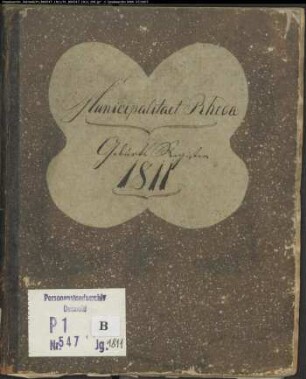 Municipalitaet Rheda
Geburts Register
1811
Personenstandsarchiv
Detmold
P 1
B
Nr. 547 Jg. 1811